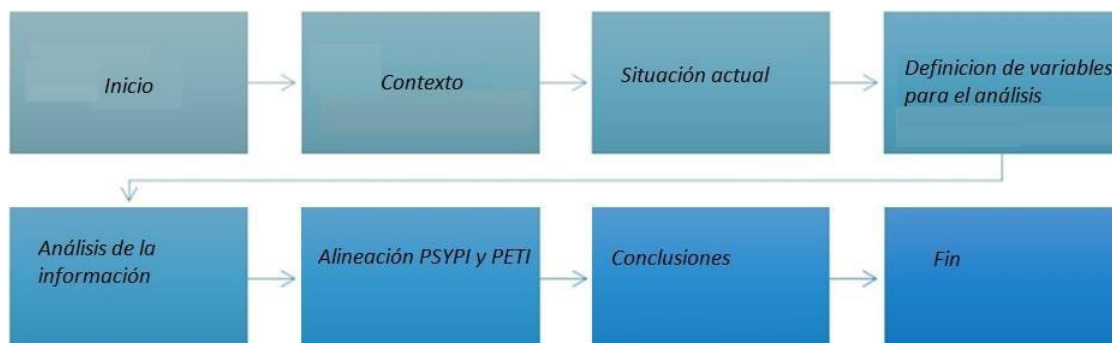 Inicio
Contexto
Situación actual
Definicion de variables
para el análisis
Análisis de la
información
Alineación PSYPI y PETI
Conclusiones
Fin